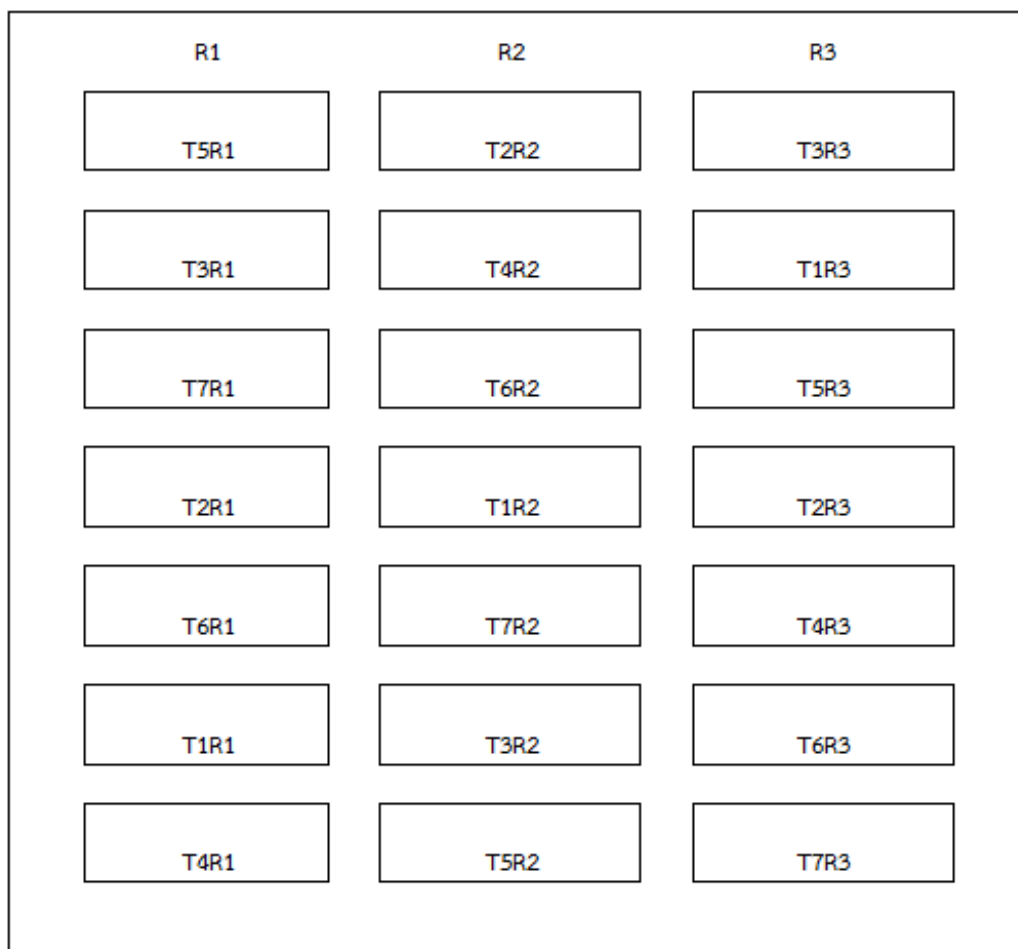 R1 R2 R3
T5R1 T2R2 T3R3
T3R1 T4R2 T1R3
T7R1 T6R2 T5R3
T2R1 T1R2 T2R3
T6R1 T7R2 T4R3
T1R1 T3R2 T6R3
T4R1 T5R2 T7R3